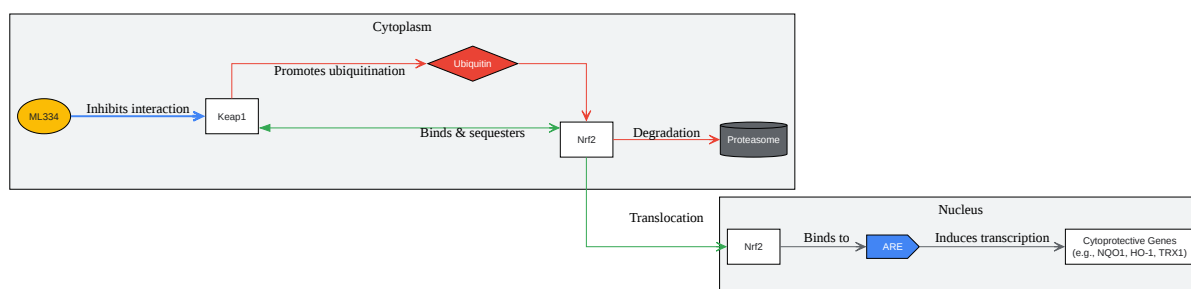 Cytoplasm
Promotes ubiquitination
Ubiquitin
ML334
Inhibits interaction
Keap1
Binds & sequesters
Nrf2
Degradation
Proteasome
Translocation
Nucleus
Nrf2
Binds to
ARE
Induces transcription
Cytoprotective Genes
(e.g., NQO1, HO-1, TRX1)